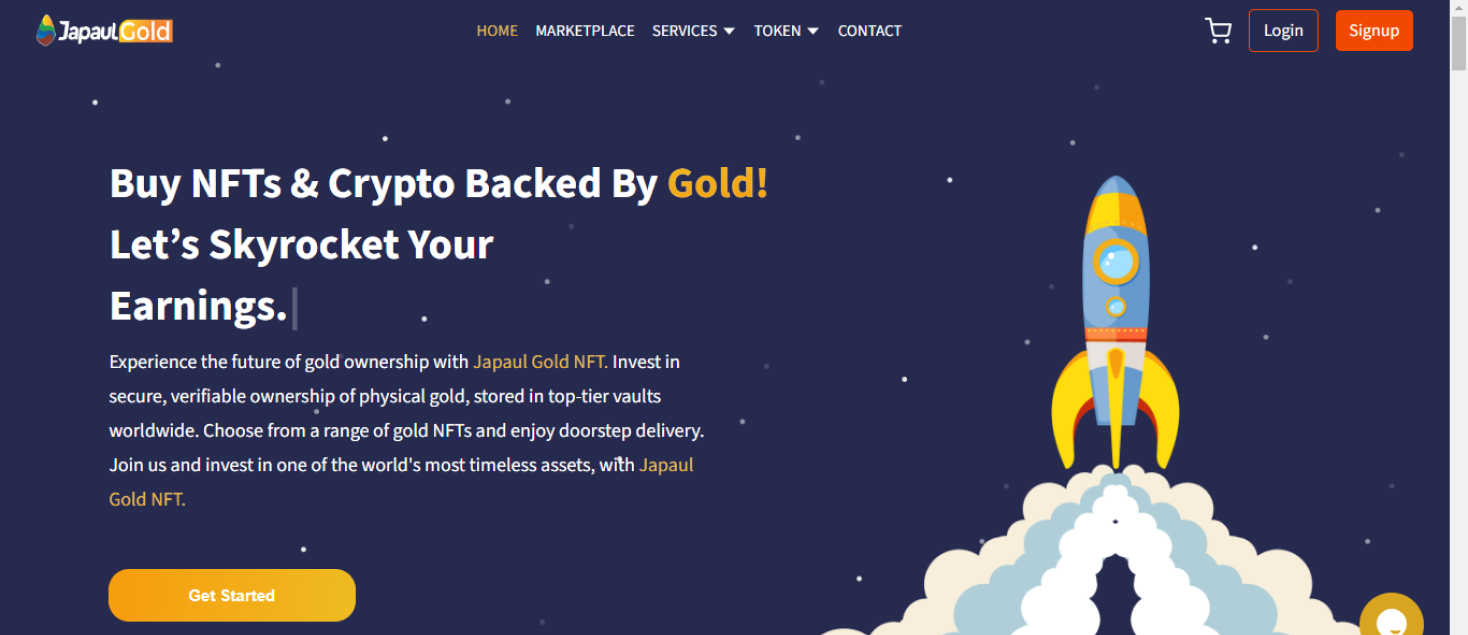 JapaulGold
HOME MARKETPLACE SERVICES TOKEN CONTACT
Login
Signup
Buy NFTs & Crypto Backed By Gold!
Let’s Skyrocket Your
Earnings.
Experience the future of gold ownership with Japaul Gold NFT. Invest in
secure, verifiable ownership of physical gold, stored in top-tier vaults
worldwide. Choose from a range of gold NFTs and enjoy doorstep delivery.
Join us and invest in one of the world's most timeless assets, with Japaul
Gold NFT.
Get Started